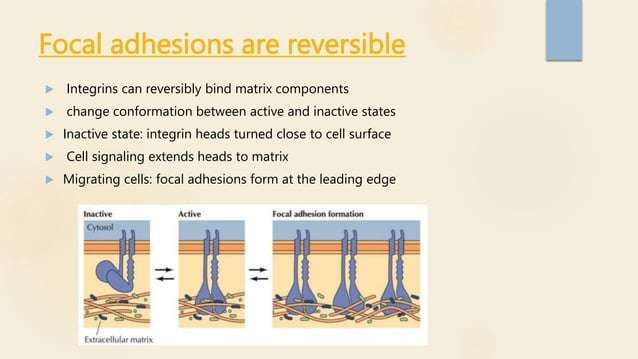 Focal adhesions are reversible
Integrins can reversibly bind matrix components
change conformation between active and inactive states
Inactive state: integrin heads turned close to cell surface
Cell signaling extends heads to matrix
Migrating cells: focal adhesions form at the leading edge
Inactive
Active
Focal adhesion formation
Cytosol
Extracellular matrix